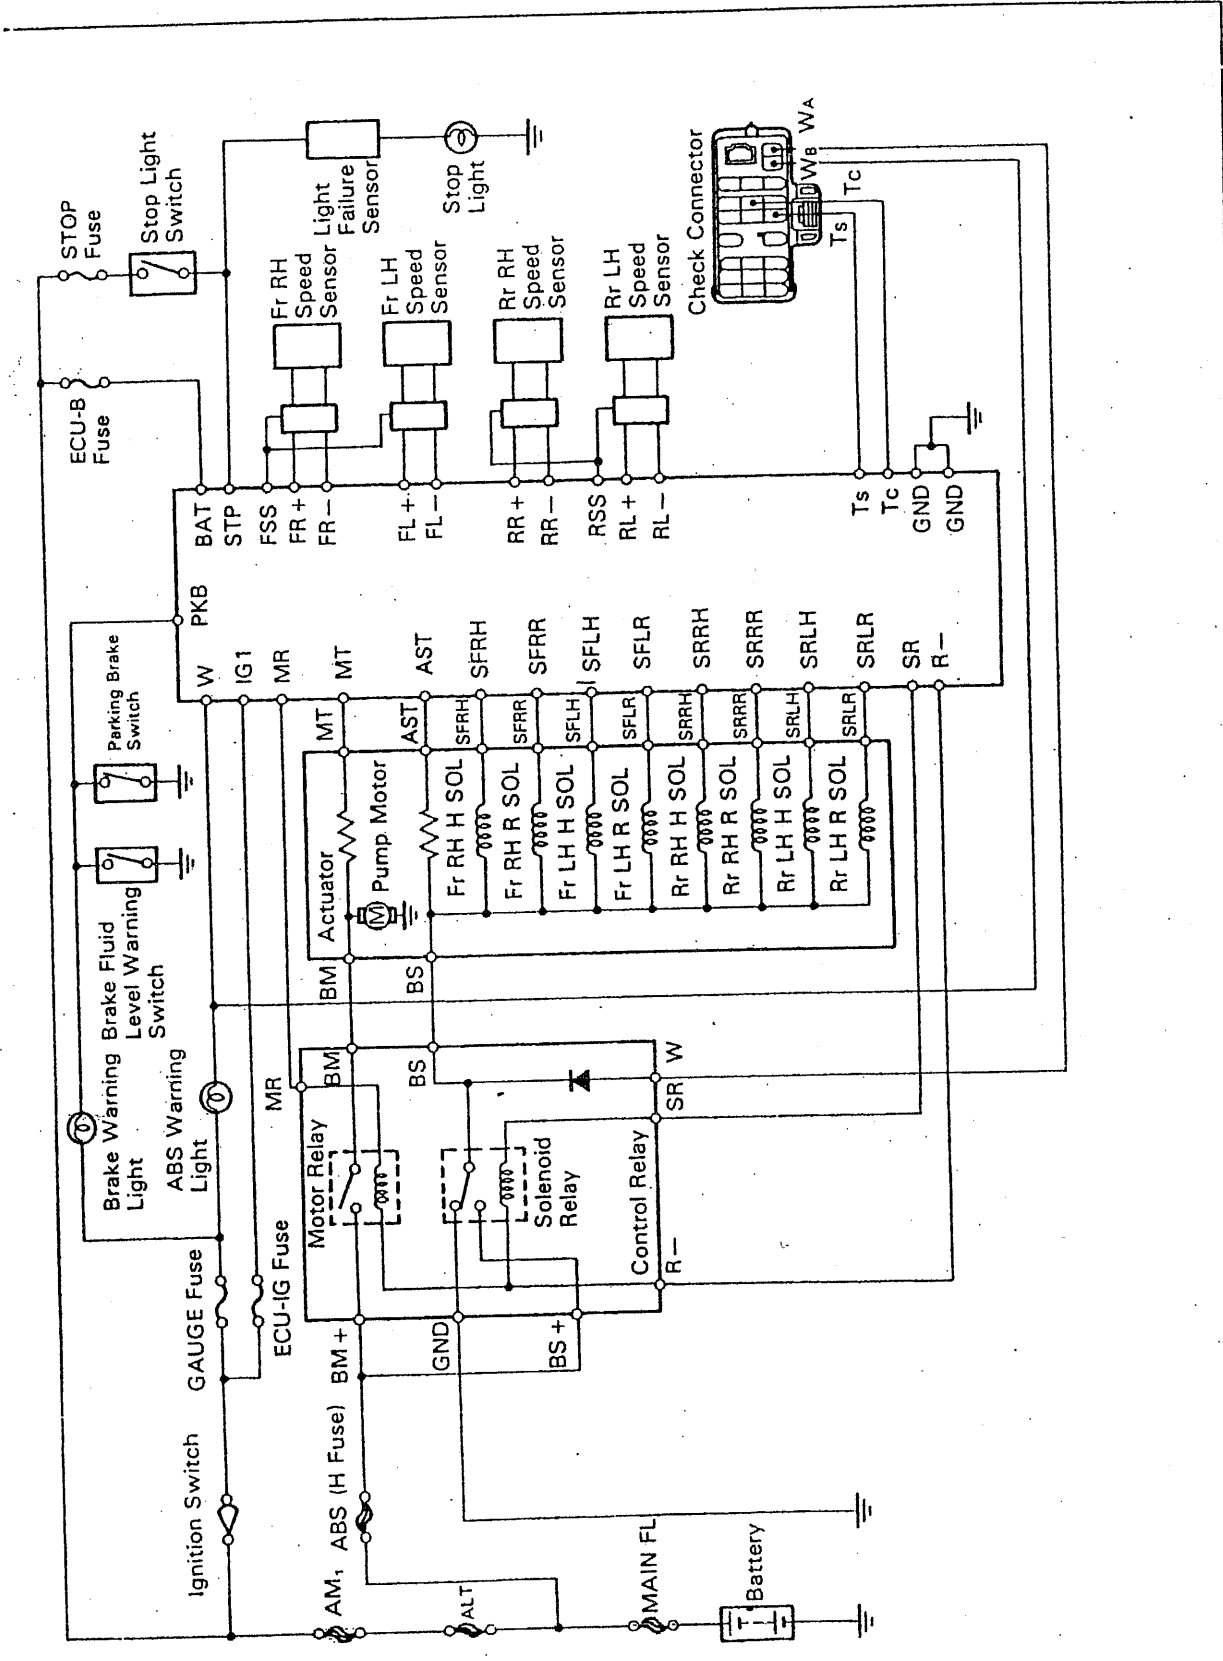 STOP
Fuse
Stop Light
Switch
Light
Failure
Sensor
Stop
Light
ECU-B
Fuse
Fr RH
Speed
Sensor
Fr LH
Speed
Sensor
Rr RH
Speed
Sensor
Rr LH
Speed
Sensor
Check Connector
WA
WB
Tc
Ts
BAT
STP
FSS
FR+
FR−
FL+
FL−
RR+
RR−
RSS
RL+
RL−
Ts
Tc
GND
GND
PKB
W
IG1
MR
MT
AST
SFRH
SFRR
SFLH
SFLR
SRRH
SRRR
SRLH
SRLR
SR
R−
Parking Brake
Switch
MT
AST
SFRH
SFRR
SFLH
SFLR
SRRH
SRRR
SRLH
SRLR
Actuator
Pump Motor
M
Fr RH H SOL
Fr RH R SOL
Fr LH H SOL
Fr LH R SOL
Rr RH H SOL
Rr RH R SOL
Rr LH H SOL
Rr LH R SOL
BM
BS
Brake Fluid
Level Warning
Switch
Brake Warning
Light
ABS Warning
Light
MR
BM
BS
W
SR
Motor Relay
Solenoid
Relay
Control Relay
R−
GAUGE Fuse
ECU-IG Fuse
BM+
GND
BS+
Ignition Switch
ABS (H Fuse)
AM1
ALT
MAIN FL
Battery